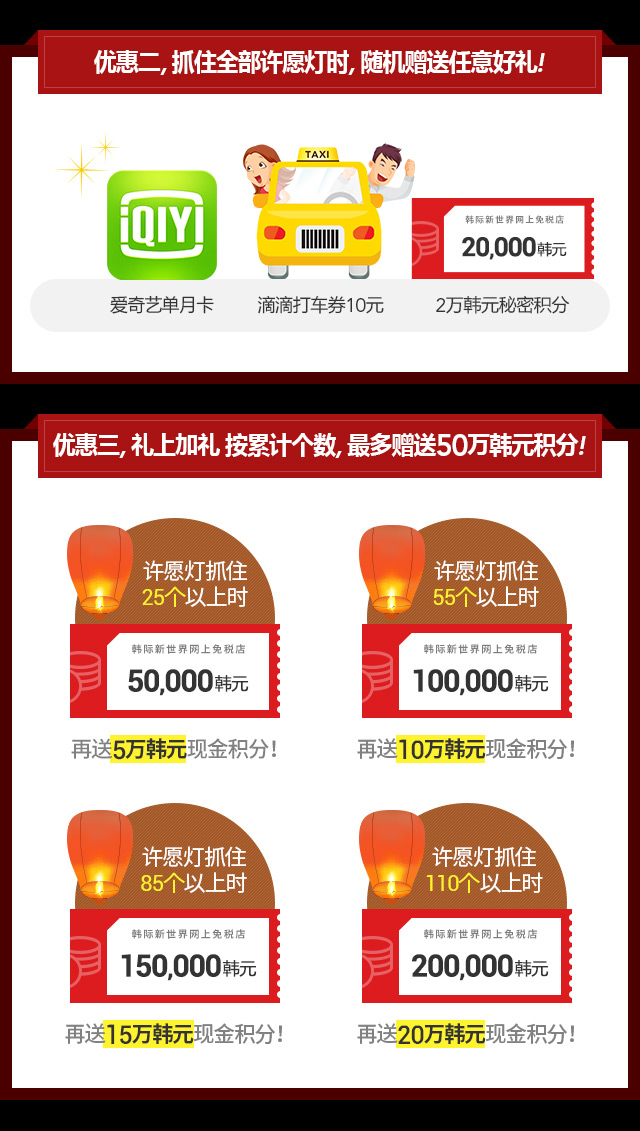 优惠二, 抓住全部许愿灯时, 随机赠送任意好礼!
TAXI
iQIYI
韩际新世界网上免税店
20,000韩元
爱奇艺单月卡
滴滴打车券10元
2万韩元秘密积分
优惠三, 礼上加礼 按累计个数, 最多赠送50万韩元积分!
许愿灯抓住
25个以上时
韩际新世界网上免税店
50,000韩元
再送5万韩元现金积分!
许愿灯抓住
55个以上时
韩际新世界网上免税店
100,000韩元
再送10万韩元现金积分!
许愿灯抓住
85个以上时
韩际新世界网上免税店
150,000韩元
再送15万韩元现金积分!
许愿灯抓住
110个以上时
韩际新世界网上免税店
200,000韩元
再送20万韩元现金积分!